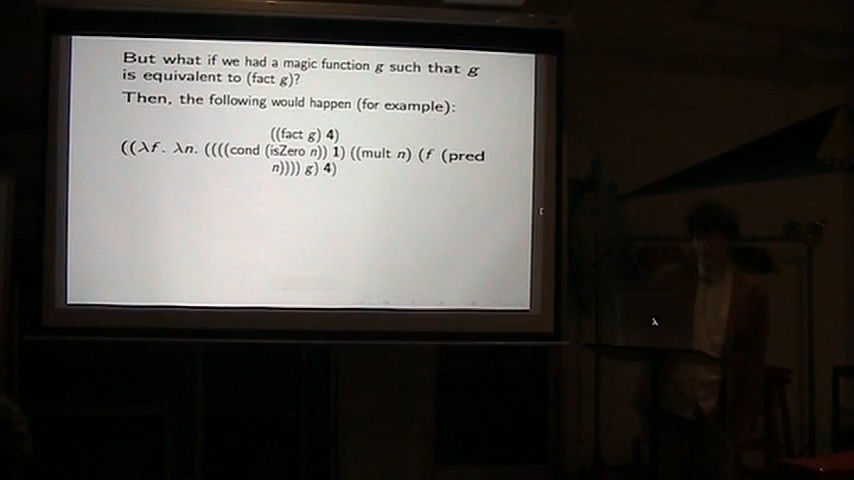 But what if we had a magic function g such that g
is equivalent to (fact g)?
Then, the following would happen (for example):
((fact g) 4)
((λf. λn. ((((cond (isZero n)) 1) ((mult n) (f (pred
n)))) g) 4)
λ